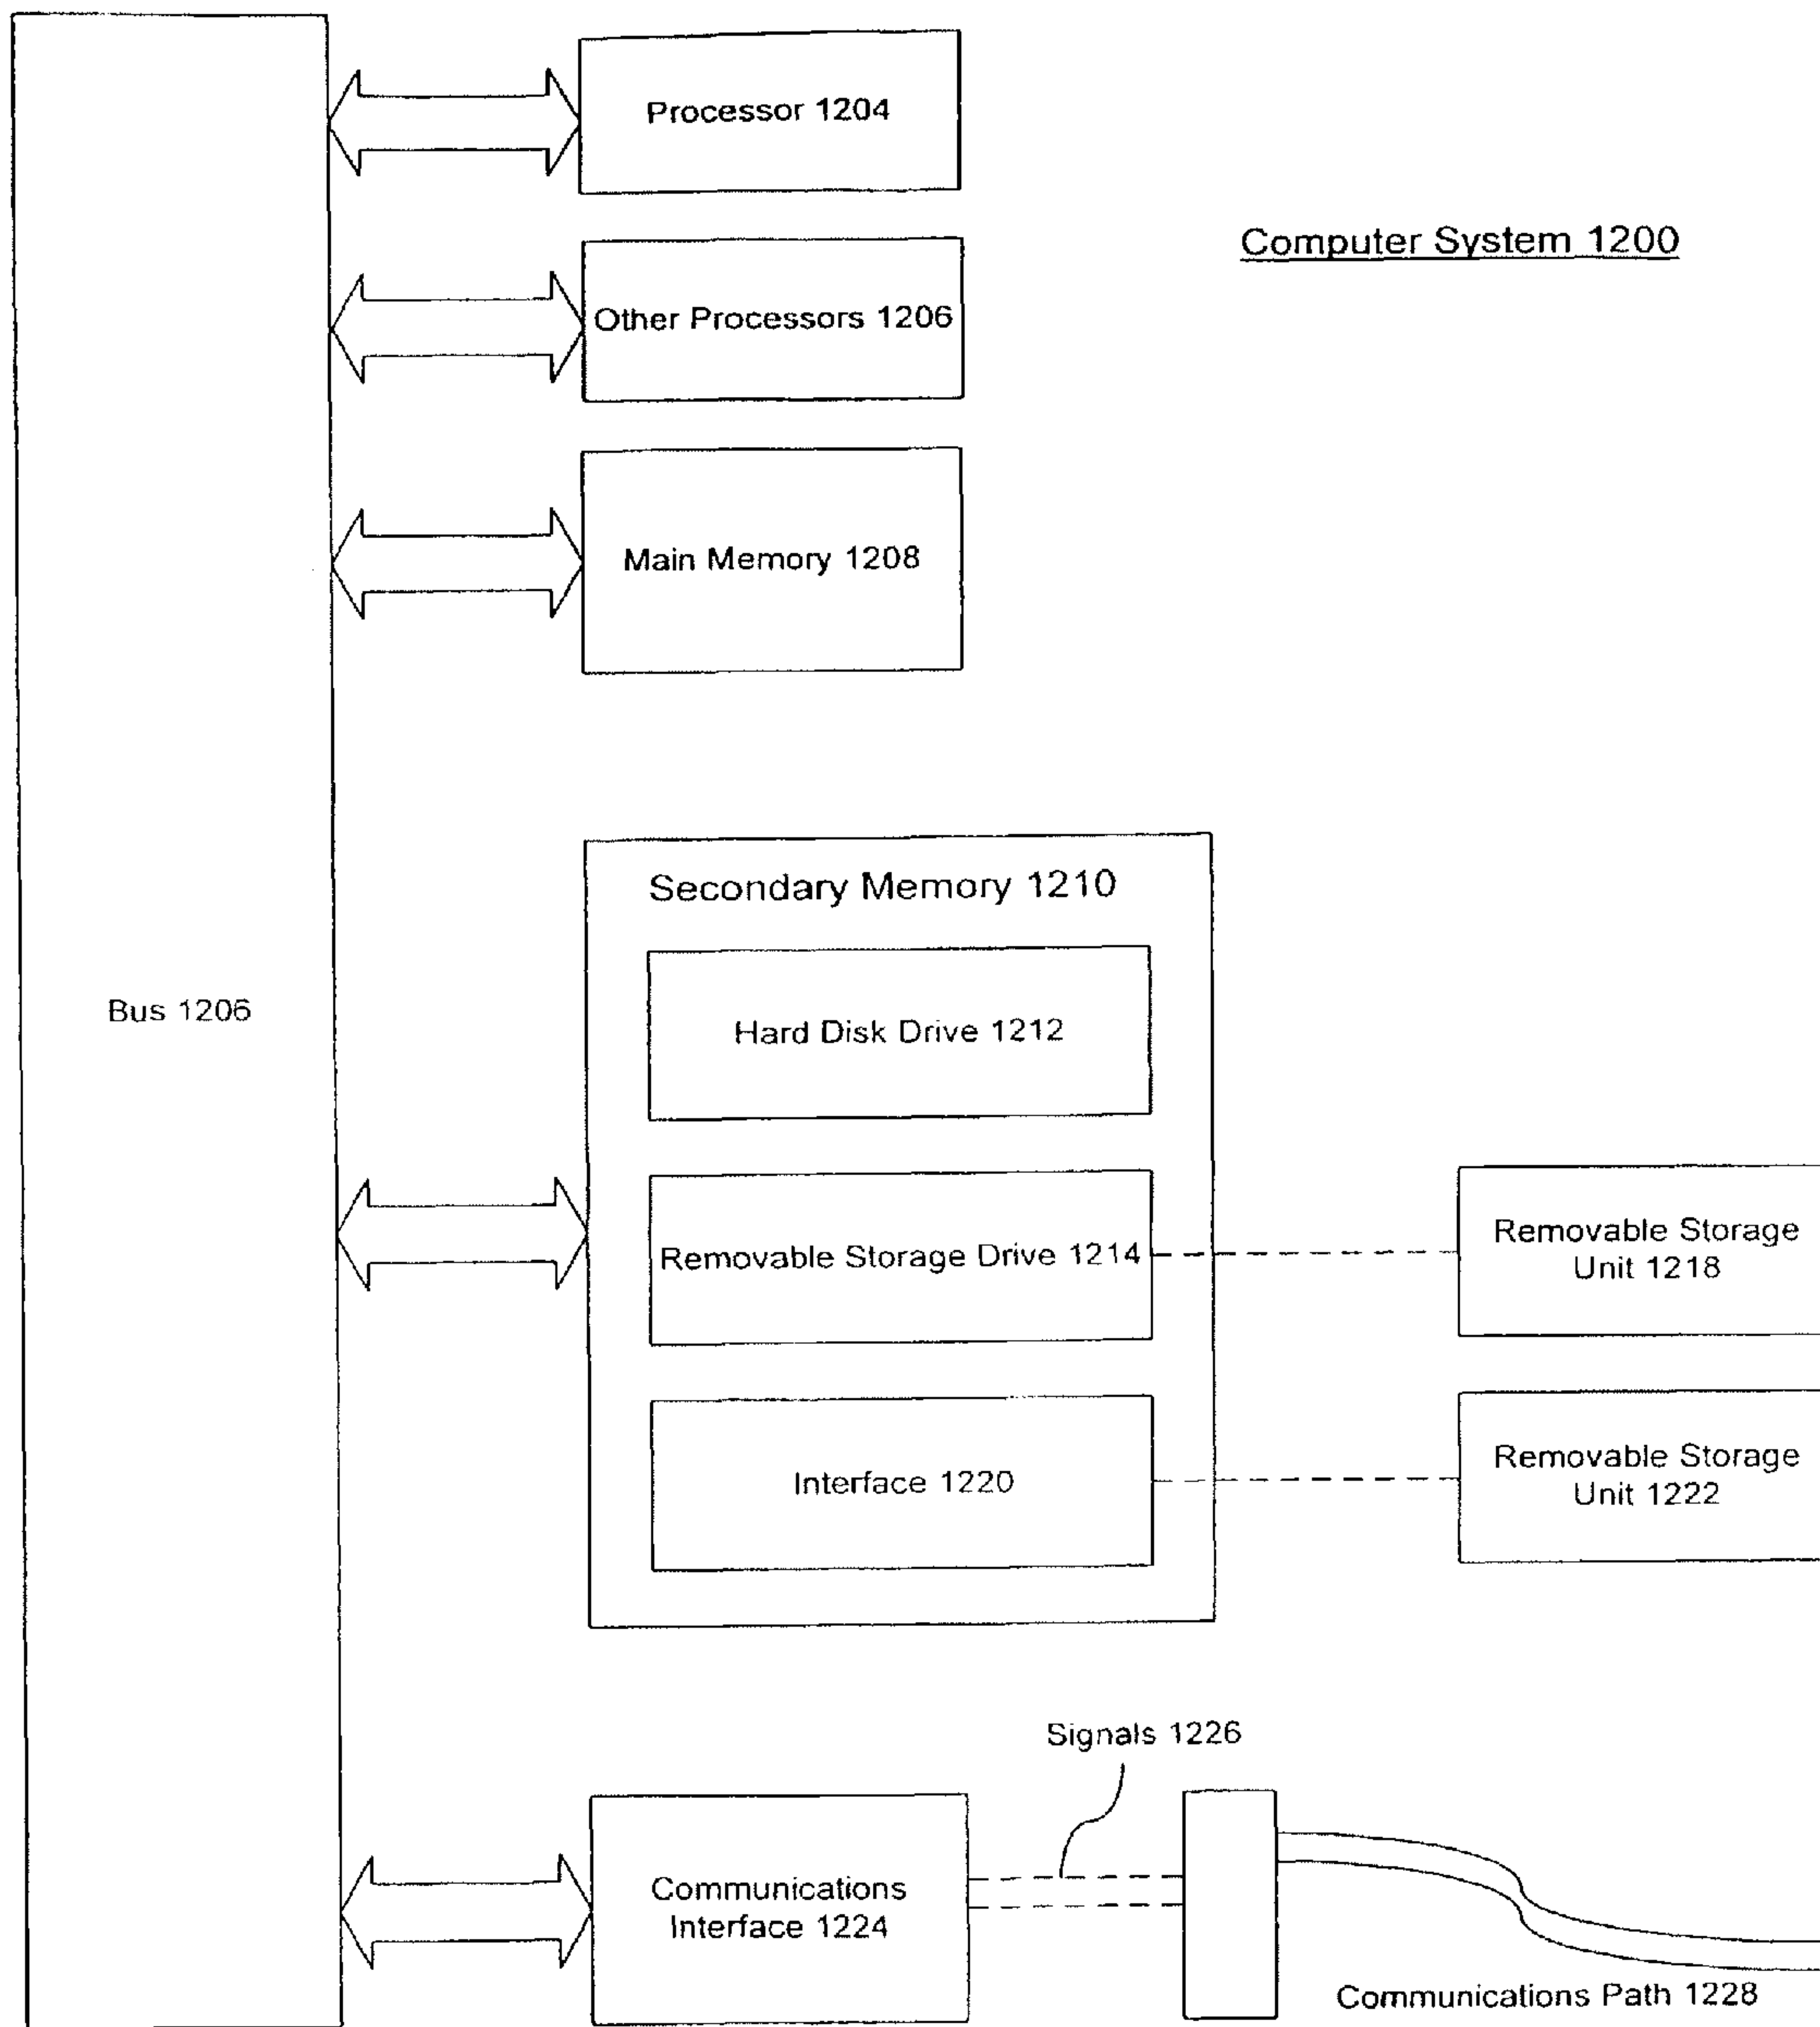 Processor 1204
Computer System 1200
Other Processors 1206
Main Memory 1208
Secondary Memory 1210
Bus 1206
Hard Disk Drive 1212
Removable Storage Drive 1214
Removable Storage
Unit 1218
Interface 1220
Removable Storage
Unit 1222
Signals 1226
Communications
Interface 1224
Communications Path 1228